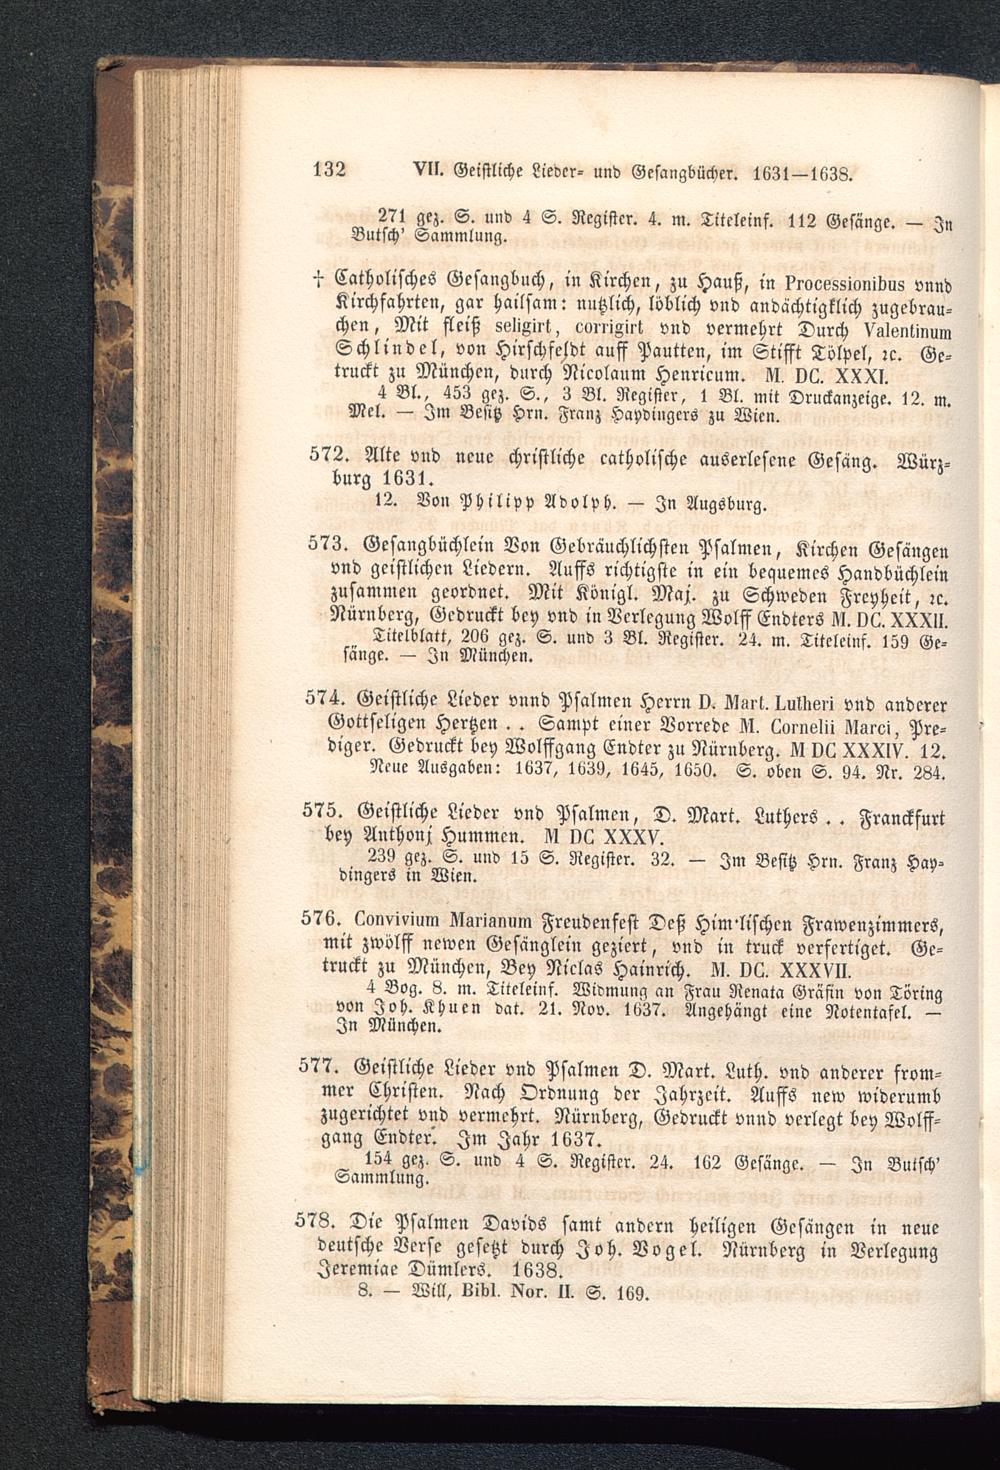 132 VII. Geistliche Lieder- und Gesangbücher. 1631—1638.
271 gez. S. und 4 S. Register. 4. m. Titeleinf. 112 Gesänge. — In
Butsch' Sammlung.
† Catholisches Gesangbuch, in Kirchen, zu Hauß, in Processionibus vnnd
Kirchfahrten, gar hailsam: nutzlich, löblich vnd andächtigklich zugebrau-
chen, Mit fleiß seligirt, corrigirt vnd vermehrt Durch Valentinum
Schlindel, von Hirschfeldt auff Pautten, im Stifft Tölpel, ꝛc. Ge-
truckt zu München, durch Nicolaum Henricum. M. DC. XXXI.
4 Bl., 453 gez. S., 3 Bl. Register, 1 Bl. mit Druckanzeige. 12. m.
Mel. — Im Besitz Hrn. Franz Haydingers zu Wien.
572. Alte vnd neue christliche catholische auserlesene Gesäng. Würz-
burg 1631.
12. Von Philipp Adolph. — In Augsburg.
573. Gesangbüchlein Von Gebräuchlichsten Psalmen, Kirchen Gesängen
vnd geistlichen Liedern. Auffs richtigste in ein bequemes Handbüchlein
zusammen geordnet. Mit Königl. Maj. zu Schweden Freyheit, ꝛc.
Nürnberg, Gedruckt bey vnd in Verlegung Wolff Endters M. DC. XXXII.
Titelblatt, 206 gez. S. und 3 Bl. Register. 24. m. Titeleinf. 159 Ge-
sänge. — In München.
574. Geistliche Lieder vnnd Psalmen Herrn D. Mart. Lutheri vnd anderer
Gottseligen Hertzen . . Sampt einer Vorrede M. Cornelii Marci, Pre-
diger. Gedruckt bey Wolffgang Endter zu Nürnberg. M DC XXXIV. 12.
Neue Ausgaben: 1637, 1639, 1645, 1650. S. oben S. 94. Nr. 284.
575. Geistliche Lieder vnd Psalmen, D. Mart. Luthers . . Franckfurt
bey Anthonj Hummen. M DC XXXV.
239 gez. S. und 15 S. Register. 32. — Im Besitz Hrn. Franz Hay-
dingers in Wien.
576. Convivium Marianum Freudenfest Deß Him'lischen Frawenzimmers,
mit zwölff newen Gesänglein geziert, vnd in truck verfertiget. Ge-
truckt zu München, Bey Niclas Hainrich. M. DC. XXXVII.
4 Bog. 8. m. Titeleinf. Widmung an Frau Renata Gräfin von Töring
von Joh. Khuen dat. 21. Nov. 1637. Angehängt eine Notentafel. —
In München.
577. Geistliche Lieder vnd Psalmen D. Mart. Luth. vnd anderer from-
mer Christen. Nach Ordnung der Jahrzeit. Auffs new widerumb
zugerichtet vnd vermehrt. Nürnberg, Gedruckt vnnd verlegt bey Wolff-
gang Endter. Im Jahr 1637.
154 gez. S. und 4 S. Register. 24. 162 Gesänge. — In Butsch'
Sammlung.
578. Die Psalmen Davids samt andern heiligen Gesängen in neue
deutsche Verse gesetzt durch Joh. Vogel. Nürnberg in Verlegung
Jeremiae Dümlers. 1638.
8. — Will, Bibl. Nor. II. S. 169.